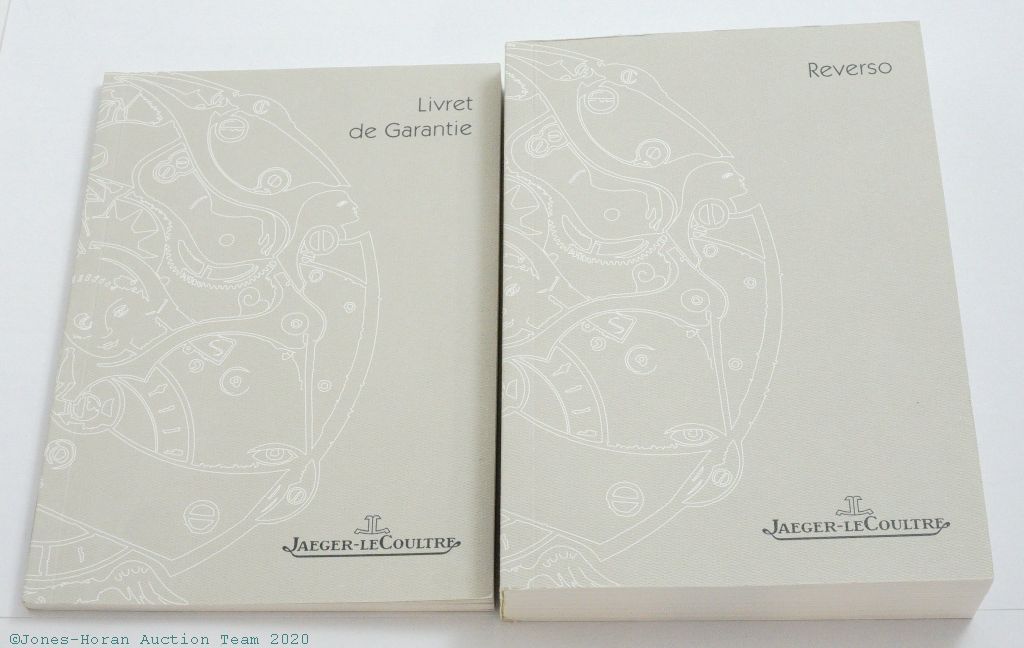 Livret
de Garantie
JAEGER-LECOULTRE
Reverso
JAEGER-LECOULTRE
©Jones-Horan Auction Team 2020